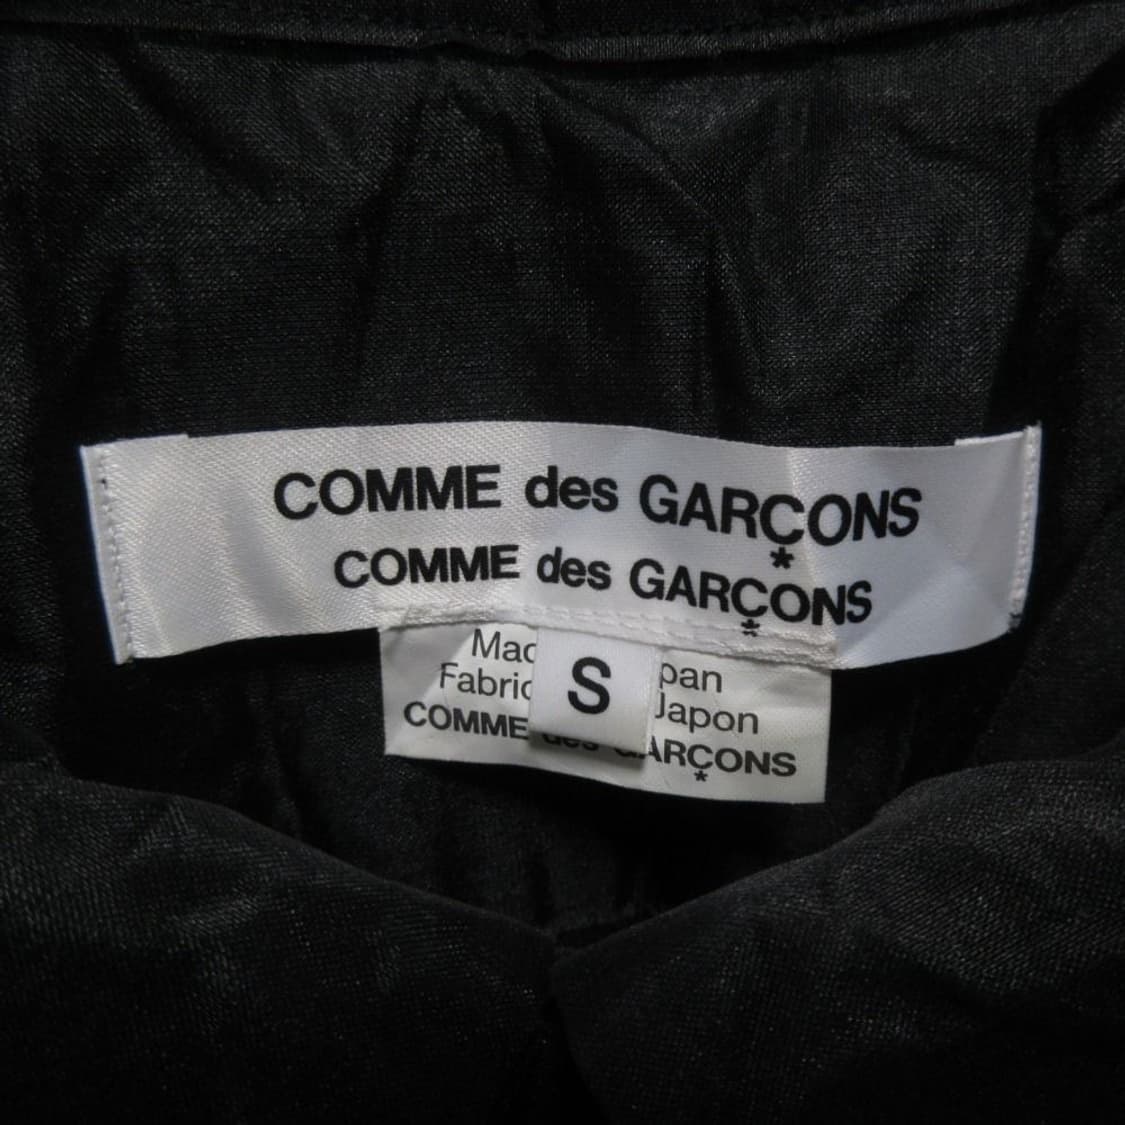 COMME des GARÇONS
*
COMME des GARÇONS
*
Mad S pan
Fabric Japon
COMME des GARÇONS
*